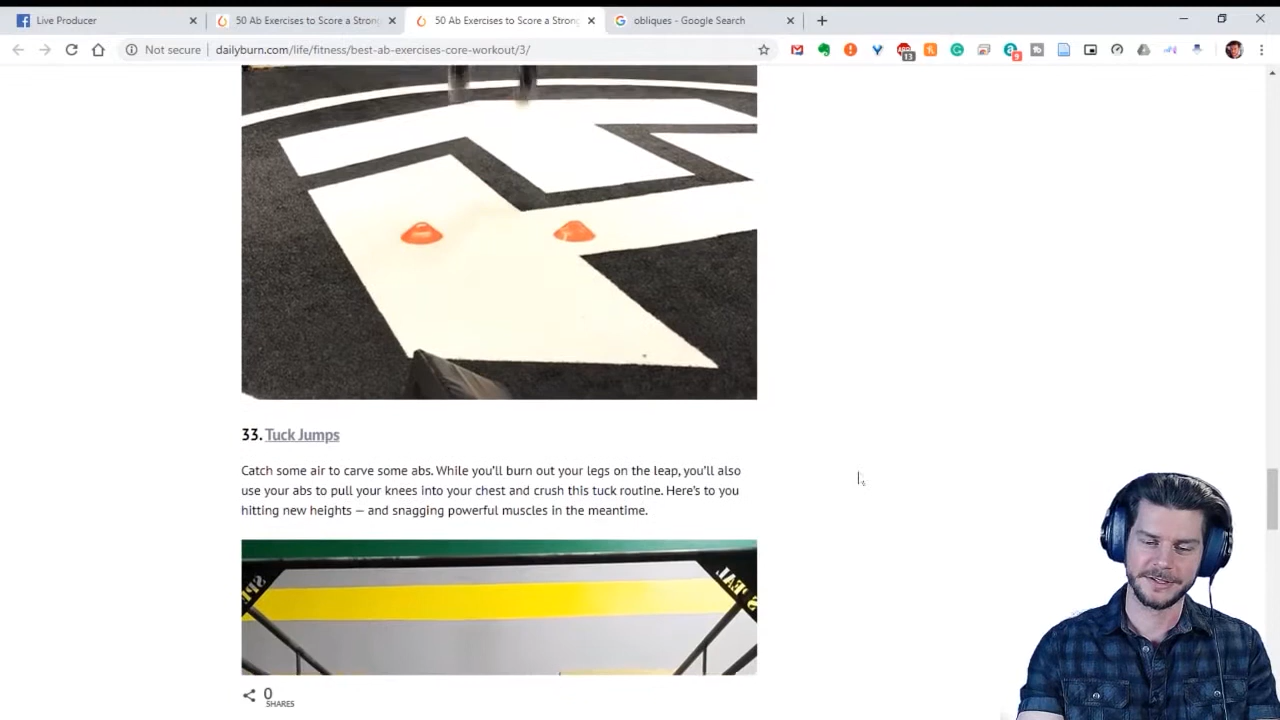 Live Producer
50 Ab Exercises to Score a Strong
50 Ab Exercises to Score a Strong
obliques - Google Search
Not secure
dailyburn.com/life/fitness/best-ab-exercises-core-workout/3/
13
9
33. Tuck Jumps
Catch some air to carve some abs. While you'll burn out your legs on the leap, you'll also
use your abs to pull your knees into your chest and crush this tuck routine. Here's to you
hitting new heights — and snagging powerful muscles in the meantime.
0
SHARES